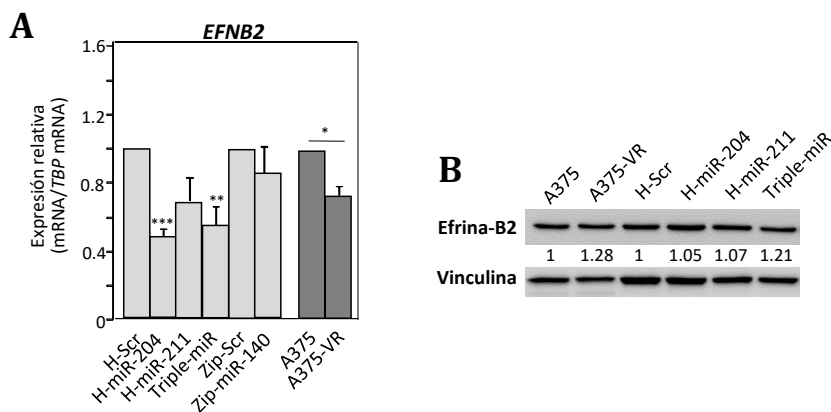 A
EFNB2
Expresión relativa
(mRNA/TBP mRNA)
1.6
1.2
0.8
0.4
0
***
**
*
H-Scr
H-miR-204
H-miR-211
Triple-miR
Zip-Scr
Zip-miR-140
A375
A375-VR
B
A375
A375-VR
H-Scr
H-miR-204
H-miR-211
Triple-miR
Efrina-B2
1 1.28 1 1.05 1.07 1.21
Vinculina